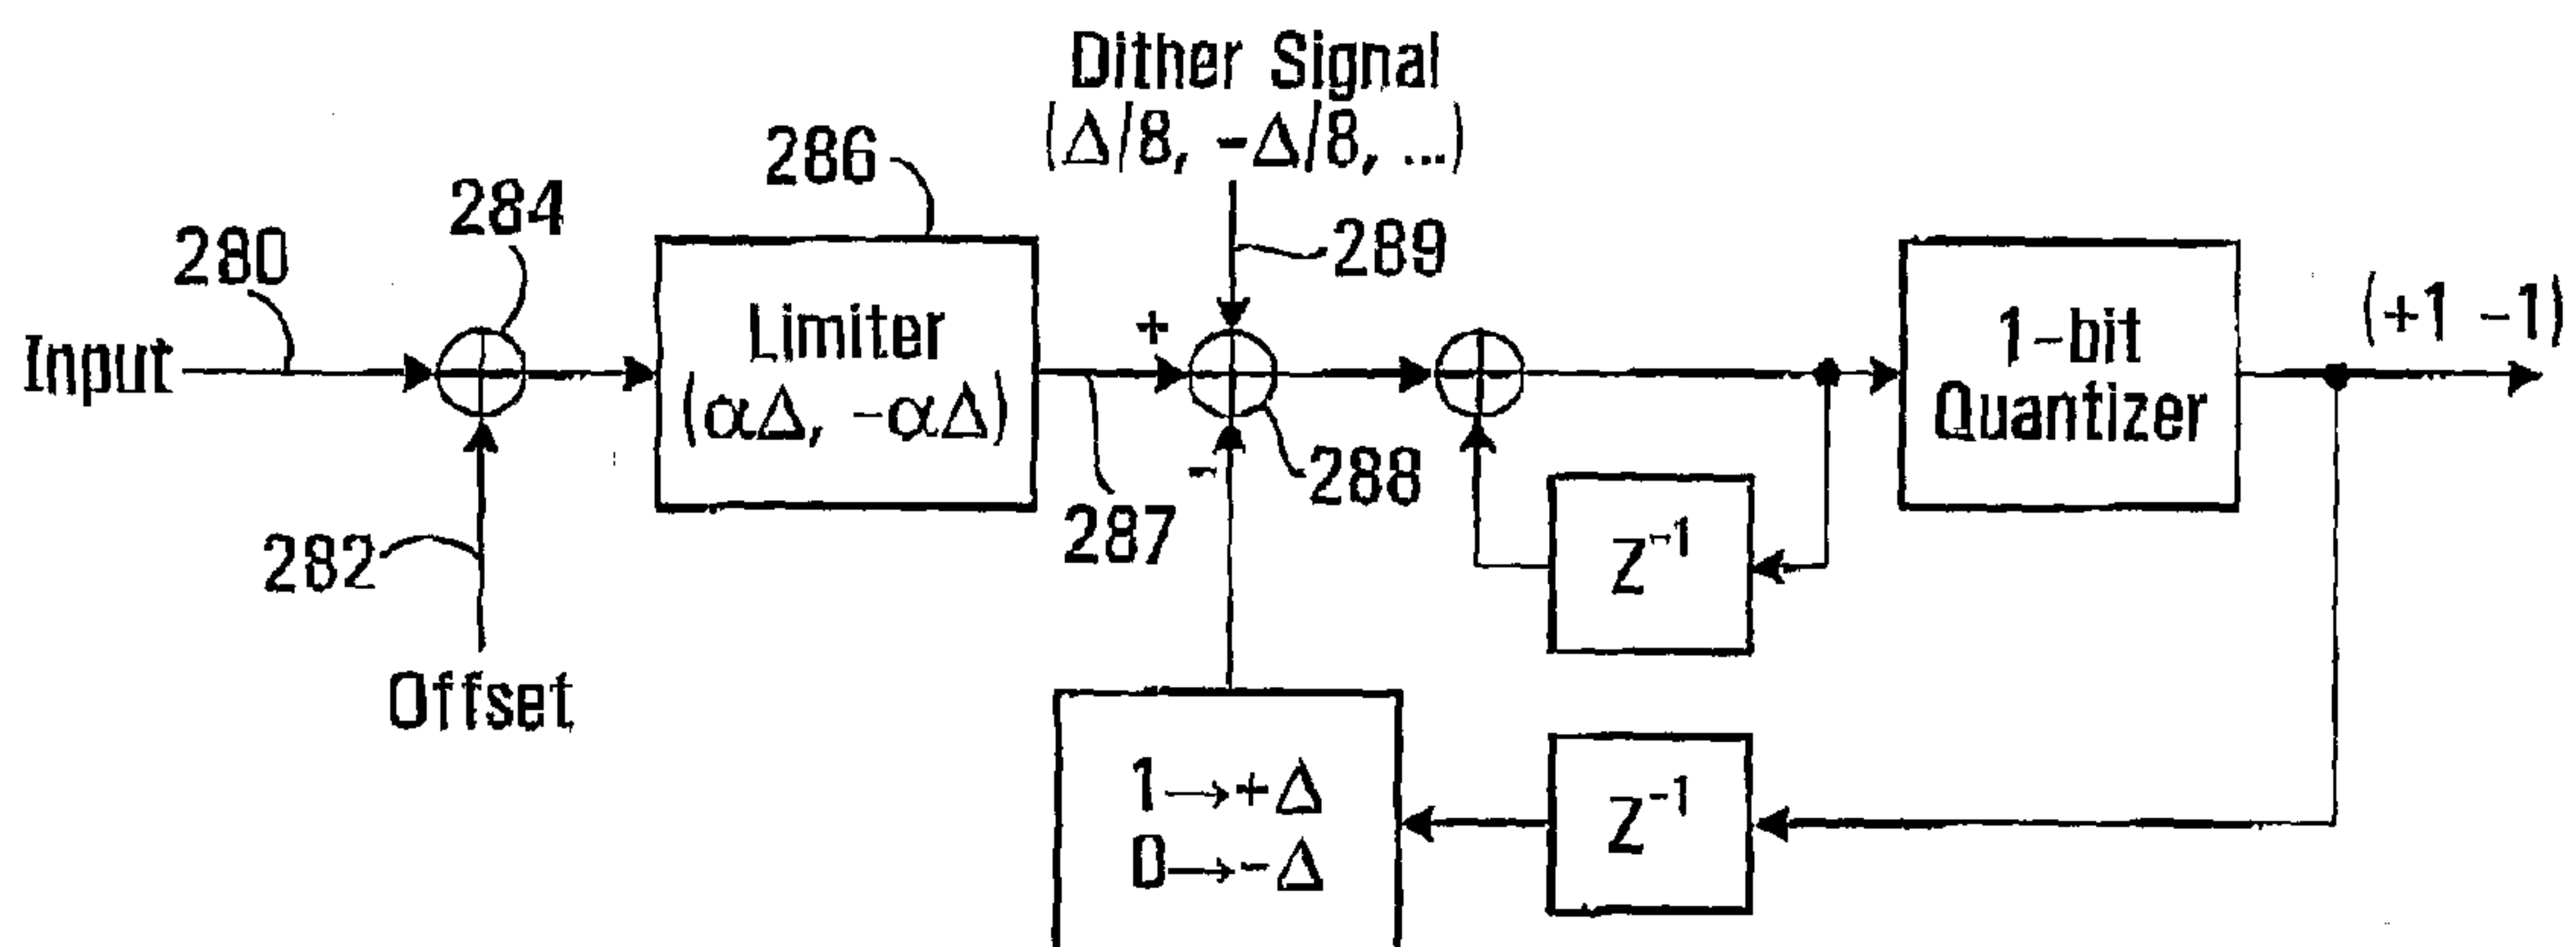 Dither Signal
(Δ/8, -Δ/8, ...)
286
284
280
289
Input
Limiter
(αΔ, -αΔ)
+
1-bit
Quantizer
(+1 -1)
282
287
-
288
Z⁻¹
Offset
1→+Δ
0→-Δ
Z⁻¹